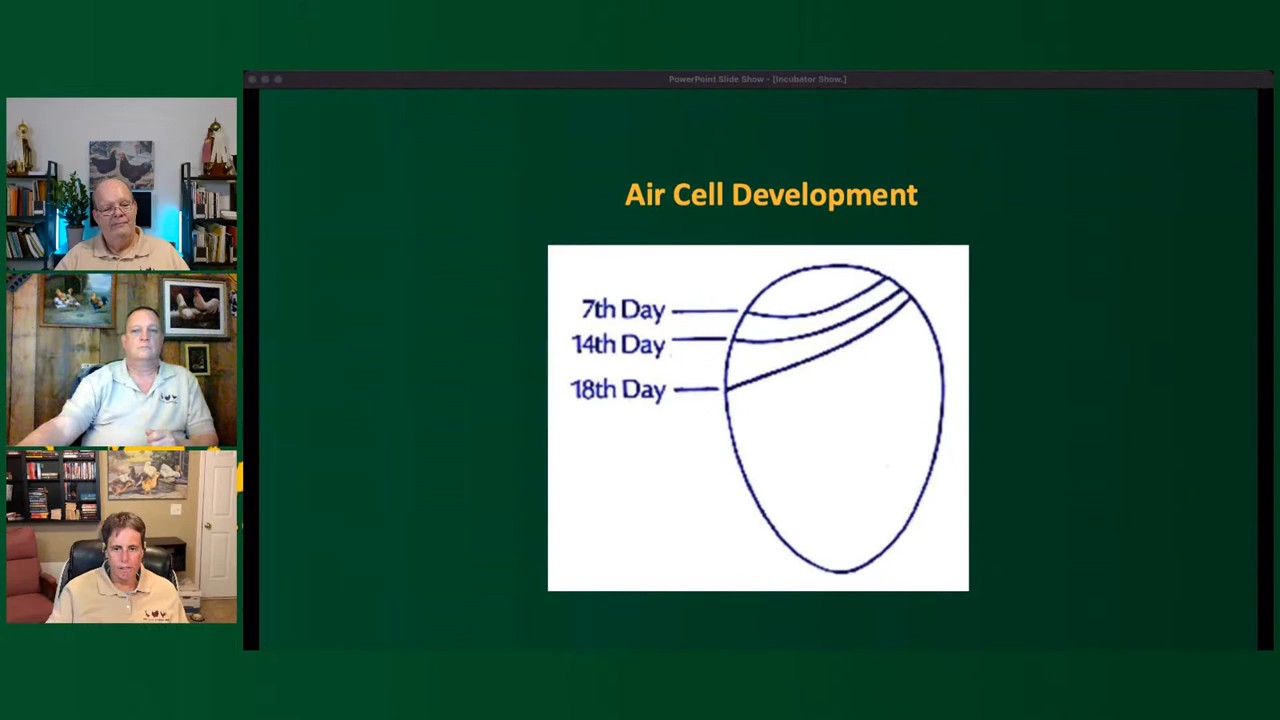 PowerPoint Slide Show - [Incubator Show.]
Air Cell Development
7th Day
14th Day
18th Day